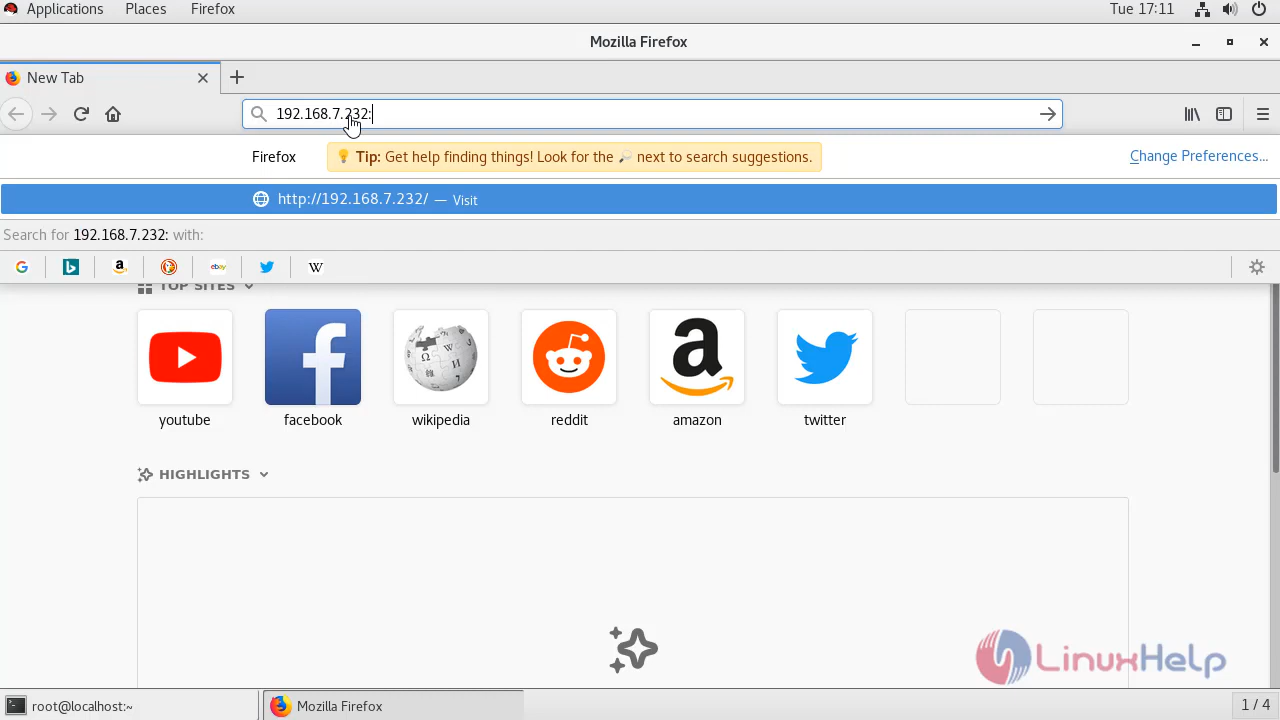 Applications Places Firefox Tue 17:11
Mozilla Firefox
New Tab
192.168.7.232:
Firefox Tip: Get help finding things! Look for the 🔎 next to search suggestions. Change Preferences...
http://192.168.7.232/ — Visit
Search for 192.168.7.232: with:
G b a ebay W
TOP SITES
f a
youtube facebook wikipedia reddit amazon twitter
HIGHLIGHTS
LinuxHelp
root@localhost:~ Mozilla Firefox 1 / 4